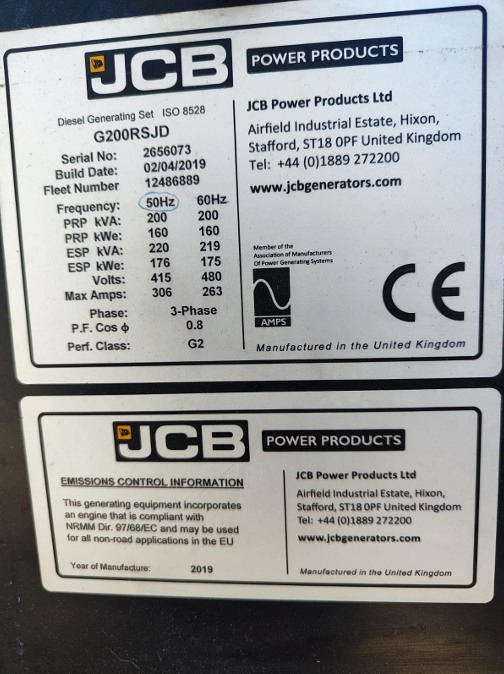 JCB POWER PRODUCTS
Diesel Generating Set ISO 8528
G200RSJD
Serial No: 2656073
Build Date: 02/04/2019
Fleet Number 12486889
Frequency: 50Hz 60Hz
PRP kVA: 200 200
PRP kWe: 160 160
ESP kVA: 220 219
ESP kWe: 176 175
Volts: 415 480
Max Amps: 306 263
Phase: 3-Phase
P.F. Cos ϕ 0.8
Perf. Class: G2
JCB Power Products Ltd
Airfield Industrial Estate, Hixon,
Stafford, ST18 0PF United Kingdom
Tel: +44 (0)1889 272200
www.jcbgenerators.com
Member of the
Association of Manufacturers
Of Power Generating Systems
AMPS
CE
Manufactured in the United Kingdom
JCB POWER PRODUCTS
EMISSIONS CONTROL INFORMATION
This generating equipment incorporates
an engine that is compliant with
NRMM Dir. 97/68/EC and may be used
for all non-road applications in the EU
Year of Manufacture: 2019
JCB Power Products Ltd
Airfield Industrial Estate, Hixon,
Stafford, ST18 0PF United Kingdom
Tel: +44 (0)1889 272200
www.jcbgenerators.com
Manufactured in the United Kingdom